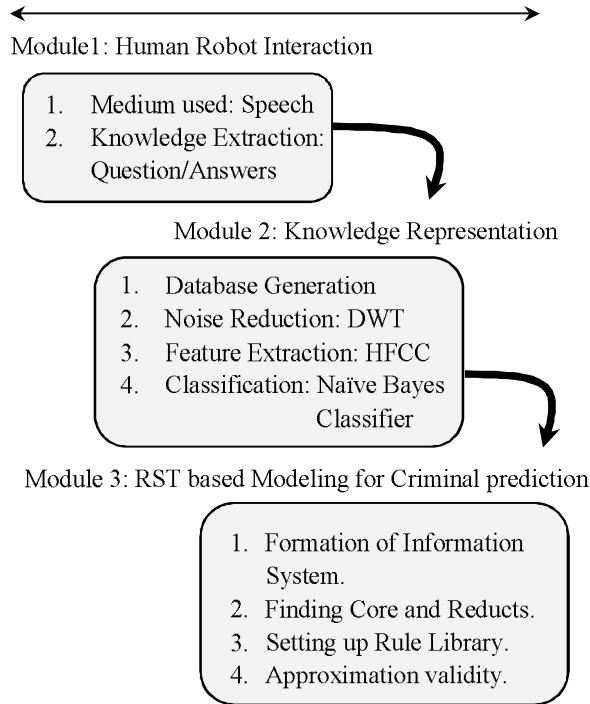 Module1: Human Robot Interaction
1. Medium used: Speech
2. Knowledge Extraction:
Question/Answers
Module 2: Knowledge Representation
1. Database Generation
2. Noise Reduction: DWT
3. Feature Extraction: HFCC
4. Classification: Naïve Bayes
Classifier
Module 3: RST based Modeling for Criminal prediction
1. Formation of Information
System.
2. Finding Core and Reducts.
3. Setting up Rule Library.
4. Approximation validity.